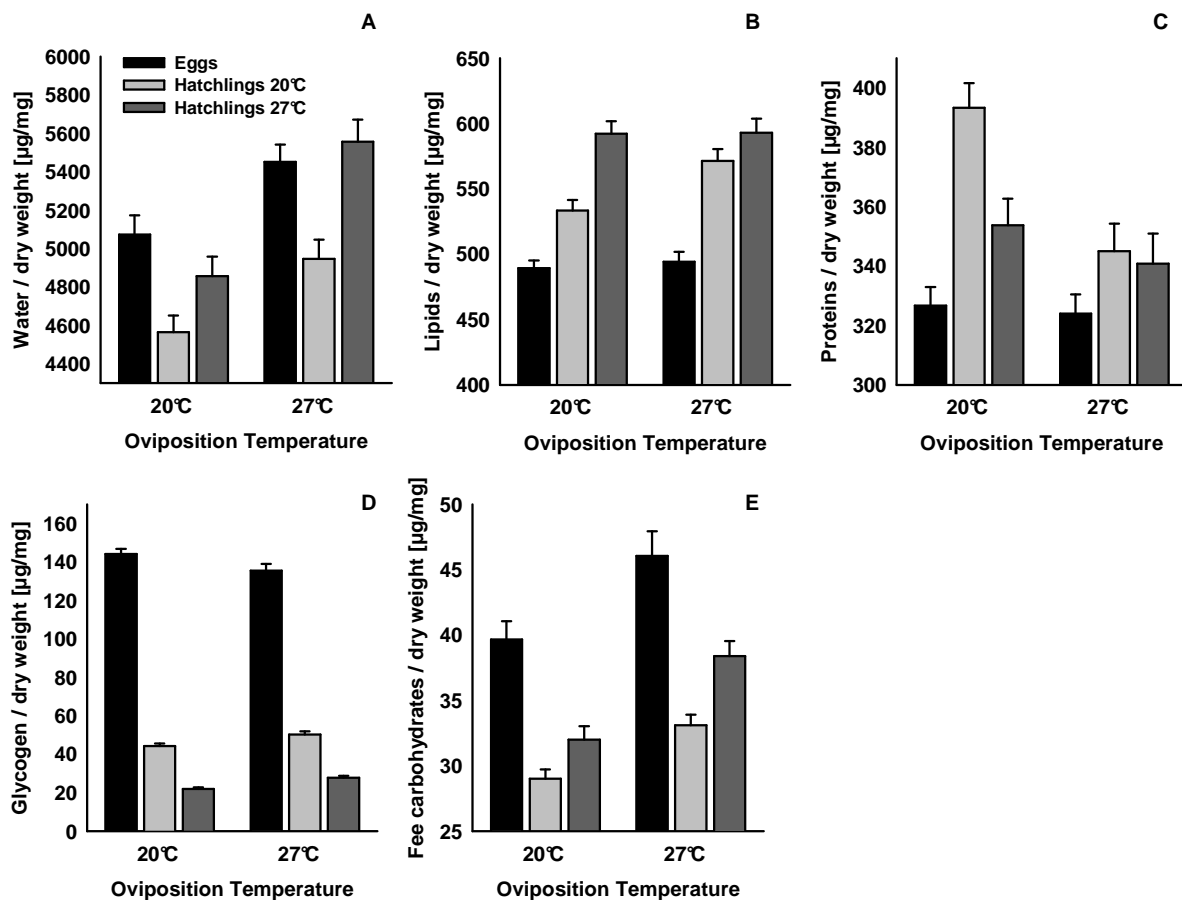 A
Water / dry weight [µg/mg]
6000
5800
5600
5400
5200
5000
4800
4600
4400
Eggs
Hatchlings 20°C
Hatchlings 27°C
20°C 27°C
Oviposition Temperature
B
Lipids / dry weight [µg/mg]
650
600
550
500
450
400
20°C 27°C
Oviposition Temperature
C
Proteins / dry weight [µg/mg]
400
380
360
340
320
300
20°C 27°C
Oviposition Temperature
D
Glycogen / dry weight [µg/mg]
160
140
120
100
80
60
40
20
0
20°C 27°C
Oviposition Temperature
E
Fee carbohydrates / dry weight [µg/mg]
50
45
40
35
30
25
20°C 27°C
Oviposition Temperature